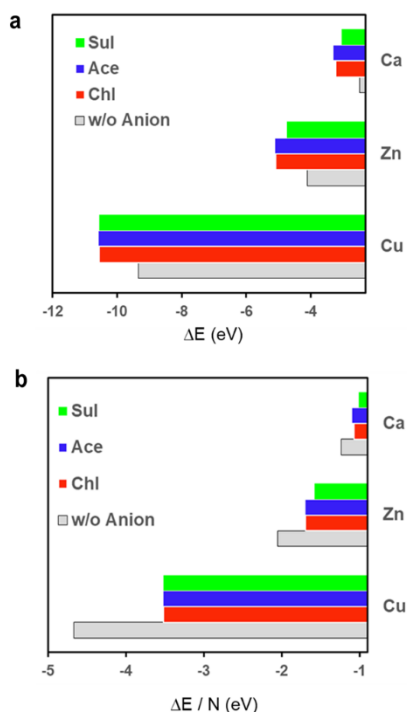 a
Sul
Ace
Chl
w/o Anion
Ca
Zn
Cu
-12 -10 -8 -6 -4
ΔE (eV)
b
Sul
Ace
Chl
w/o Anion
Ca
Zn
Cu
-5 -4 -3 -2 -1
ΔE / N (eV)